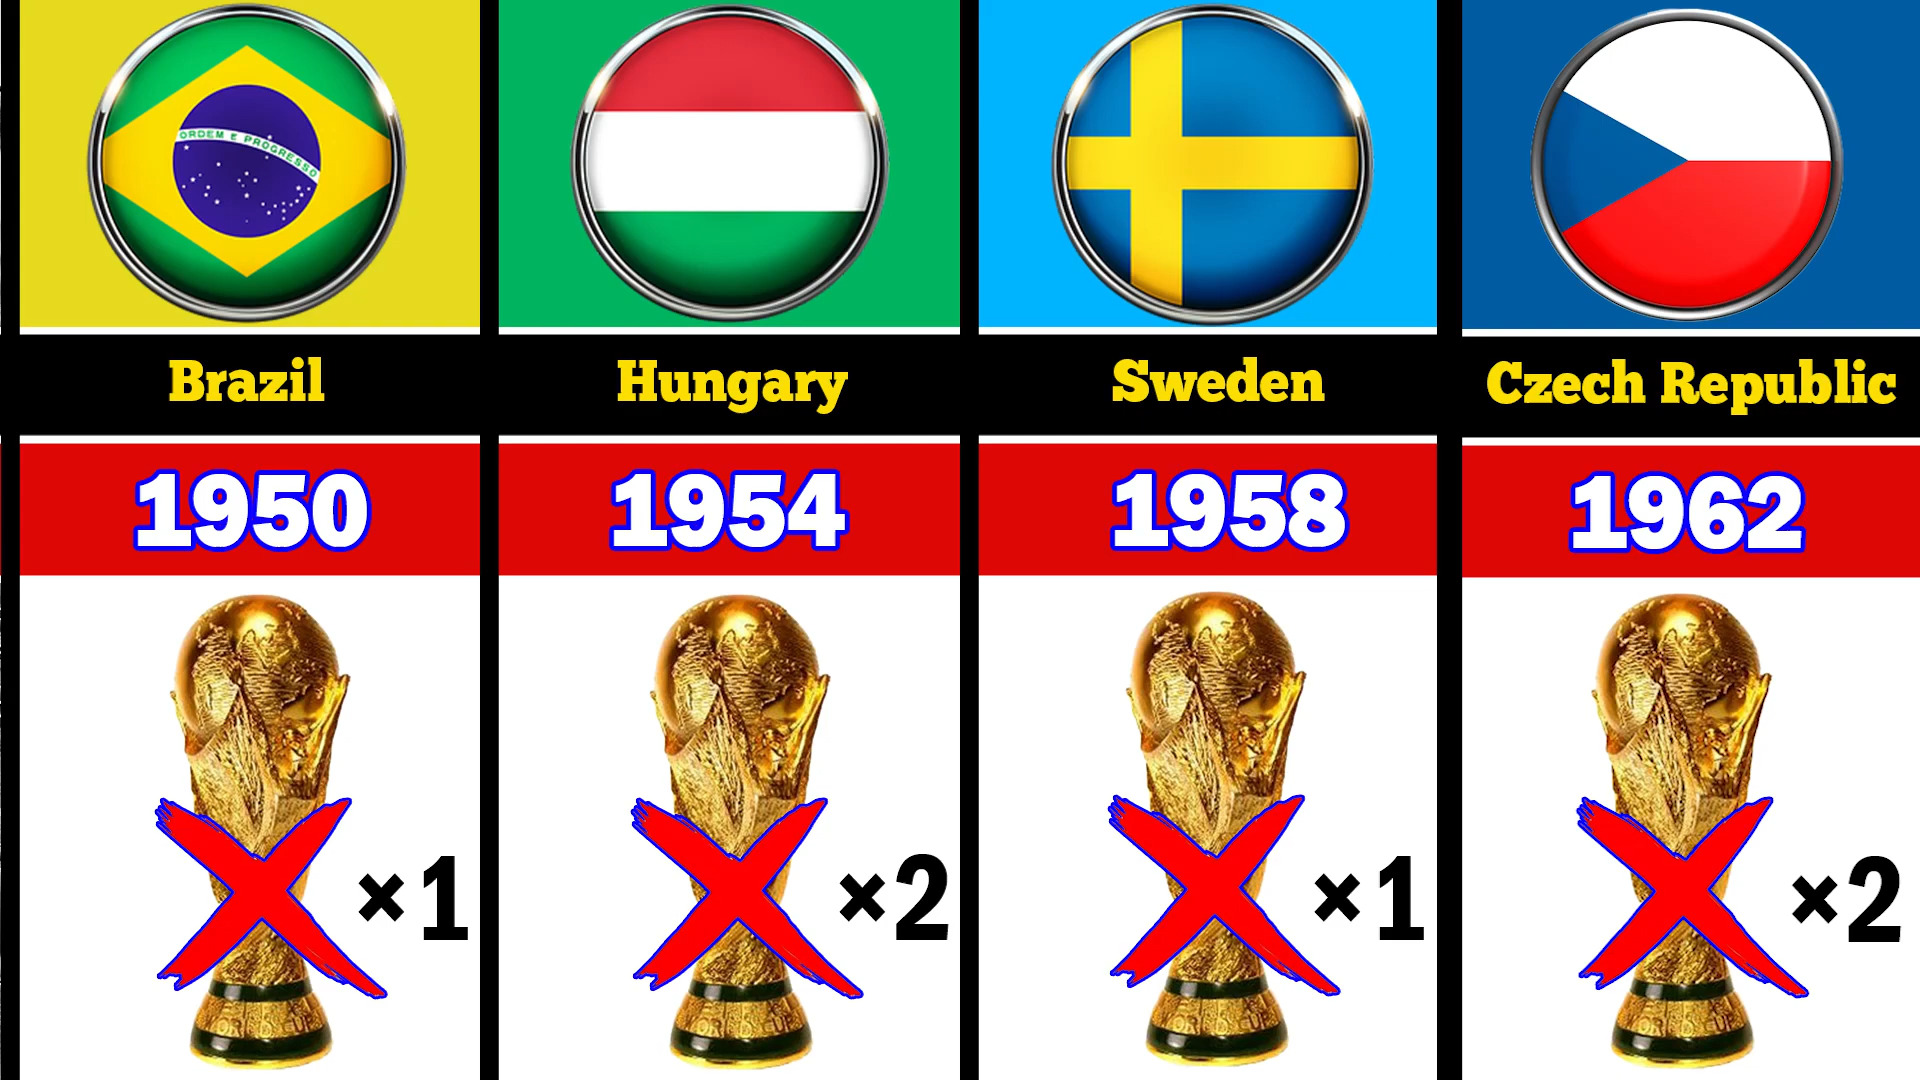 ORDEM E PROGRESSO
Brazil
Hungary
Sweden
Czech Republic
1950
1954
1958
1962
×1
×2
×1
×2